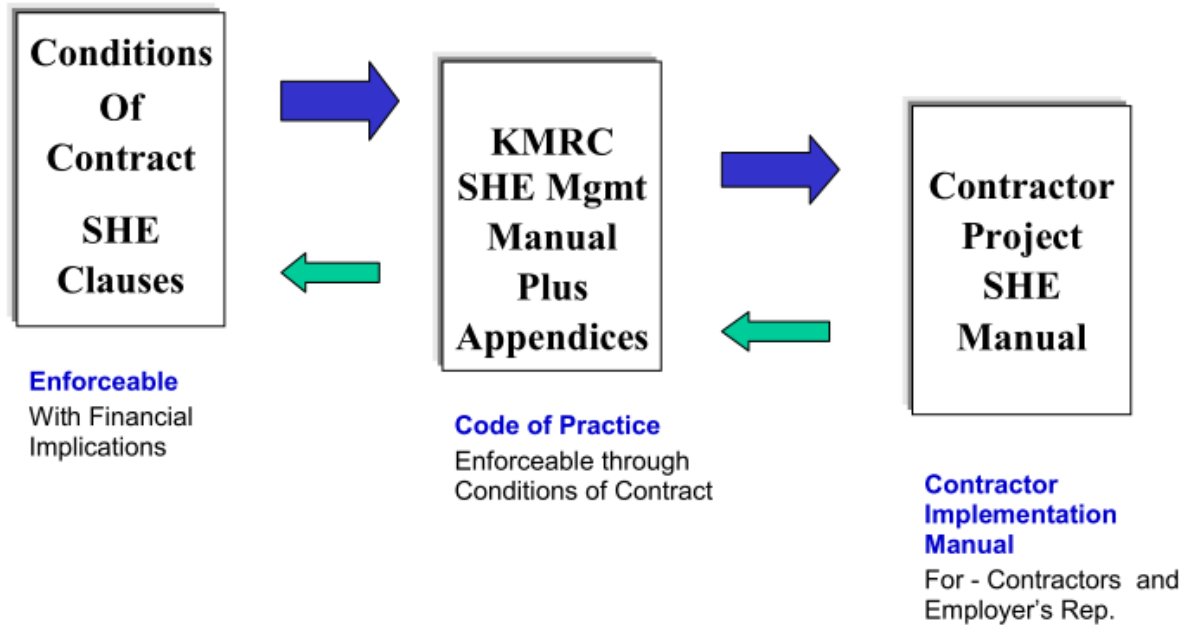 Conditions
Of
Contract
SHE
Clauses
Enforceable
With Financial
Implications
KMRC
SHE Mgmt
Manual
Plus
Appendices
Code of Practice
Enforceable through
Conditions of Contract
Contractor
Project
SHE
Manual
Contractor
Implementation
Manual
For - Contractors and
Employer's Rep.